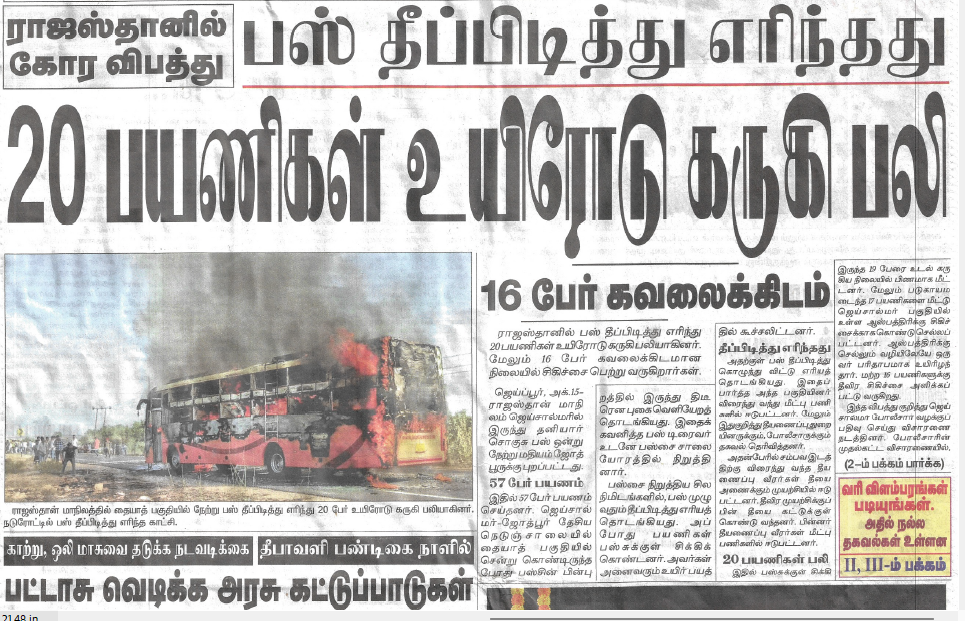 ராஜஸ்தானில்
கோர விபத்து
பஸ் தீப்பிடித்து எரிந்தது
20 பயணிகள் உயிரோடு கருகி பலி
ராஜஸ்தான் மாநிலத்தில் தையாத் பகுதியில் நேற்று பஸ் தீப்பிடித்து எரிந்து 20 பேர் உயிரோடு கருகி பலியாகினர்.
நடுரோட்டில் பஸ் தீப்பிடித்து எரிந்த காட்சி.
காற்று, ஒலி மாசுவை தடுக்க நடவடிக்கை
தீபாவளி பண்டிகை நாளில்
பட்டாசு வெடிக்க அரசு கட்டுப்பாடுகள்
16 பேர் கவலைக்கிடம்
ராஜஸ்தானில் பஸ் தீப்பிடித்து எரிந்து
20 பயணிகள் உயிரோடு கருகி பலியாகினர்.
மேலும் 16 பேர் கவலைக்கிடமான
நிலையில் சிகிச்சை பெற்று வருகிறார்கள்.
ஜெய்ப்பூர், அக்.15–
ராஜஸ்தான் மாநி
லம் ஜெய்சால்மரில்
இருந்து தனியார்
சொகுசு பஸ் ஒன்று
நேற்று மதியம் ஜோத்
பூருக்கு புறப்பட்டது.
57 பேர் பயணம்
இதில் 57 பேர் பயணம்
செய்தனர். ஜெய்சால்
மர்-ஜோத்பூர் தேசிய
நெடுஞ்சாலையில்
தையாத் பகுதியில்
சென்று கொண்டிருந்த
போது பஸ்சின் பின்பு
றத்தில் இருந்து திடீ
ரென புகை வெளியேறத்
தொடங்கியது. இதைக்
கவனித்த பஸ் டிரைவர்
உடனே பஸ்சை சாலை
யோரத்தில் நிறுத்தி
னார்.
பஸ்சை நிறுத்திய சில
நிமிடங்களில், பஸ் முழு
வதும் தீப்பிடித்து எரியத்
தொடங்கியது. அப்
போது பயணிகள்
பஸ்சுக்குள் சிக்கிக்
கொண்டனர். அவர்கள்
அனைவரும் உயிர் பயத்
தில் கூச்சலிட்டனர்.
தீப்பிடித்து எரிந்தது
அதற்குள் பஸ் தீப்பிடித்து
கொழுந்து விட்டு எரியத்
தொடங்கியது. இதைப்
பார்த்த அந்த பகுதியினர்
விரைந்து வந்து மீட்பு பணி
களில் ஈடுபட்டனர். மேலும்
இதுகுறித்து தீயணைப்புதுறை
யினருக்கும், போலீசாருக்கும்
தகவல் தெரிவித்தனர்.
அதன்பேரில் சம்பவ இடத்
திற்கு விரைந்து வந்த தீய
ணைப்பு வீரர்கள் தீயை
அணைக்கும் முயற்சியில் ஈடு
பட்டனர். தீவிர முயற்சிக்குப்
பின் தீயை கட்டுக்குள்
கொண்டு வந்தனர். பின்னர்
தீயணைப்பு வீரர்கள் மீட்பு
பணிகளில் ஈடுபட்டனர்.
20 பயணிகள் பலி
இதில் பஸ்சுக்குள் சிக்கி
இருந்த 19 பேரை உடல் கரு
கிய நிலையில் பிணமாக மீட்
டனர். மேலும் படுகாயம
டைந்த 17 பயணிகளை மீட்டு
ஜெய்சால்மர் பகுதியில்
உள்ள ஆஸ்பத்திரிக்கு சிகிச்
சைக்காக கொண்டு செல்லப்
பட்டனர். ஆஸ்பத்திரிக்கு
செல்லும் வழியிலேயே ஒரு
வர் பரிதாபமாக உயிரிழந்
தார். மற்ற 16 பயணிகளுக்கு
தீவிர சிகிச்சை அளிக்கப்
பட்டு வருகிறது.
இந்த விபத்து குறித்து ஜெய்
சால்மர் போலீசார் வழக்குப்
பதிவு செய்து விசாரணை
நடத்தினர். போலீசாரின்
முதல்கட்ட விசாரணையில்,
(2–ம் பக்கம் பார்க்க)
வரி விளம்பரங்கள்
படியுங்கள்.
அதில் நல்ல
தகவல்கள் உள்ளன
II, III–ம் பக்கம்
21.48 in